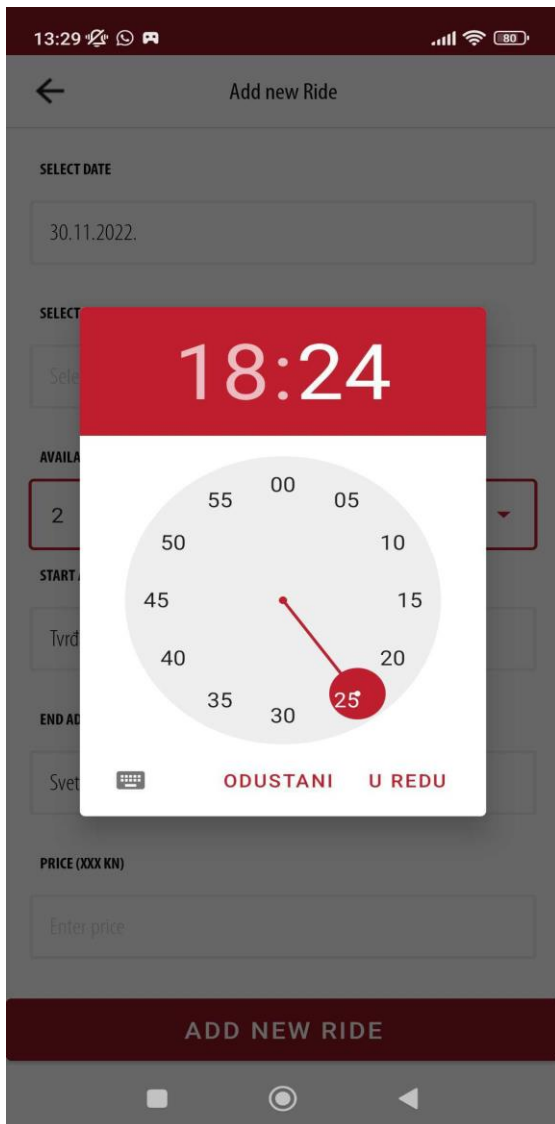 13:29
80
Add new Ride
SELECT DATE
30.11.2022.
SELECT
Sele
18:24
AVAILA
2
START
Tvrđ
END AD
Svet
00
05
10
15
20
25
30
35
40
45
50
55
ODUSTANI U REDU
PRICE (XXX KN)
Enter price
ADD NEW RIDE